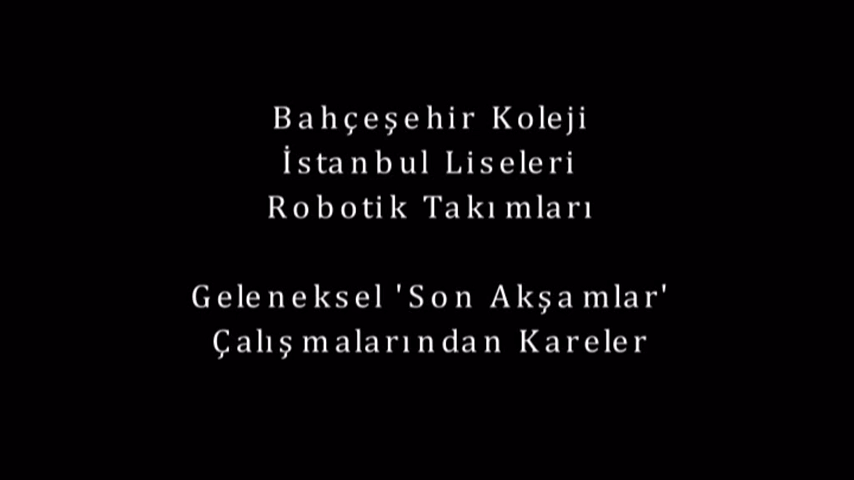 Bahçeşehir Koleji
İstanbul Liseleri
Robotik Takımları
Geleneksel 'Son Akşamlar'
Çalışmalarından Kareler